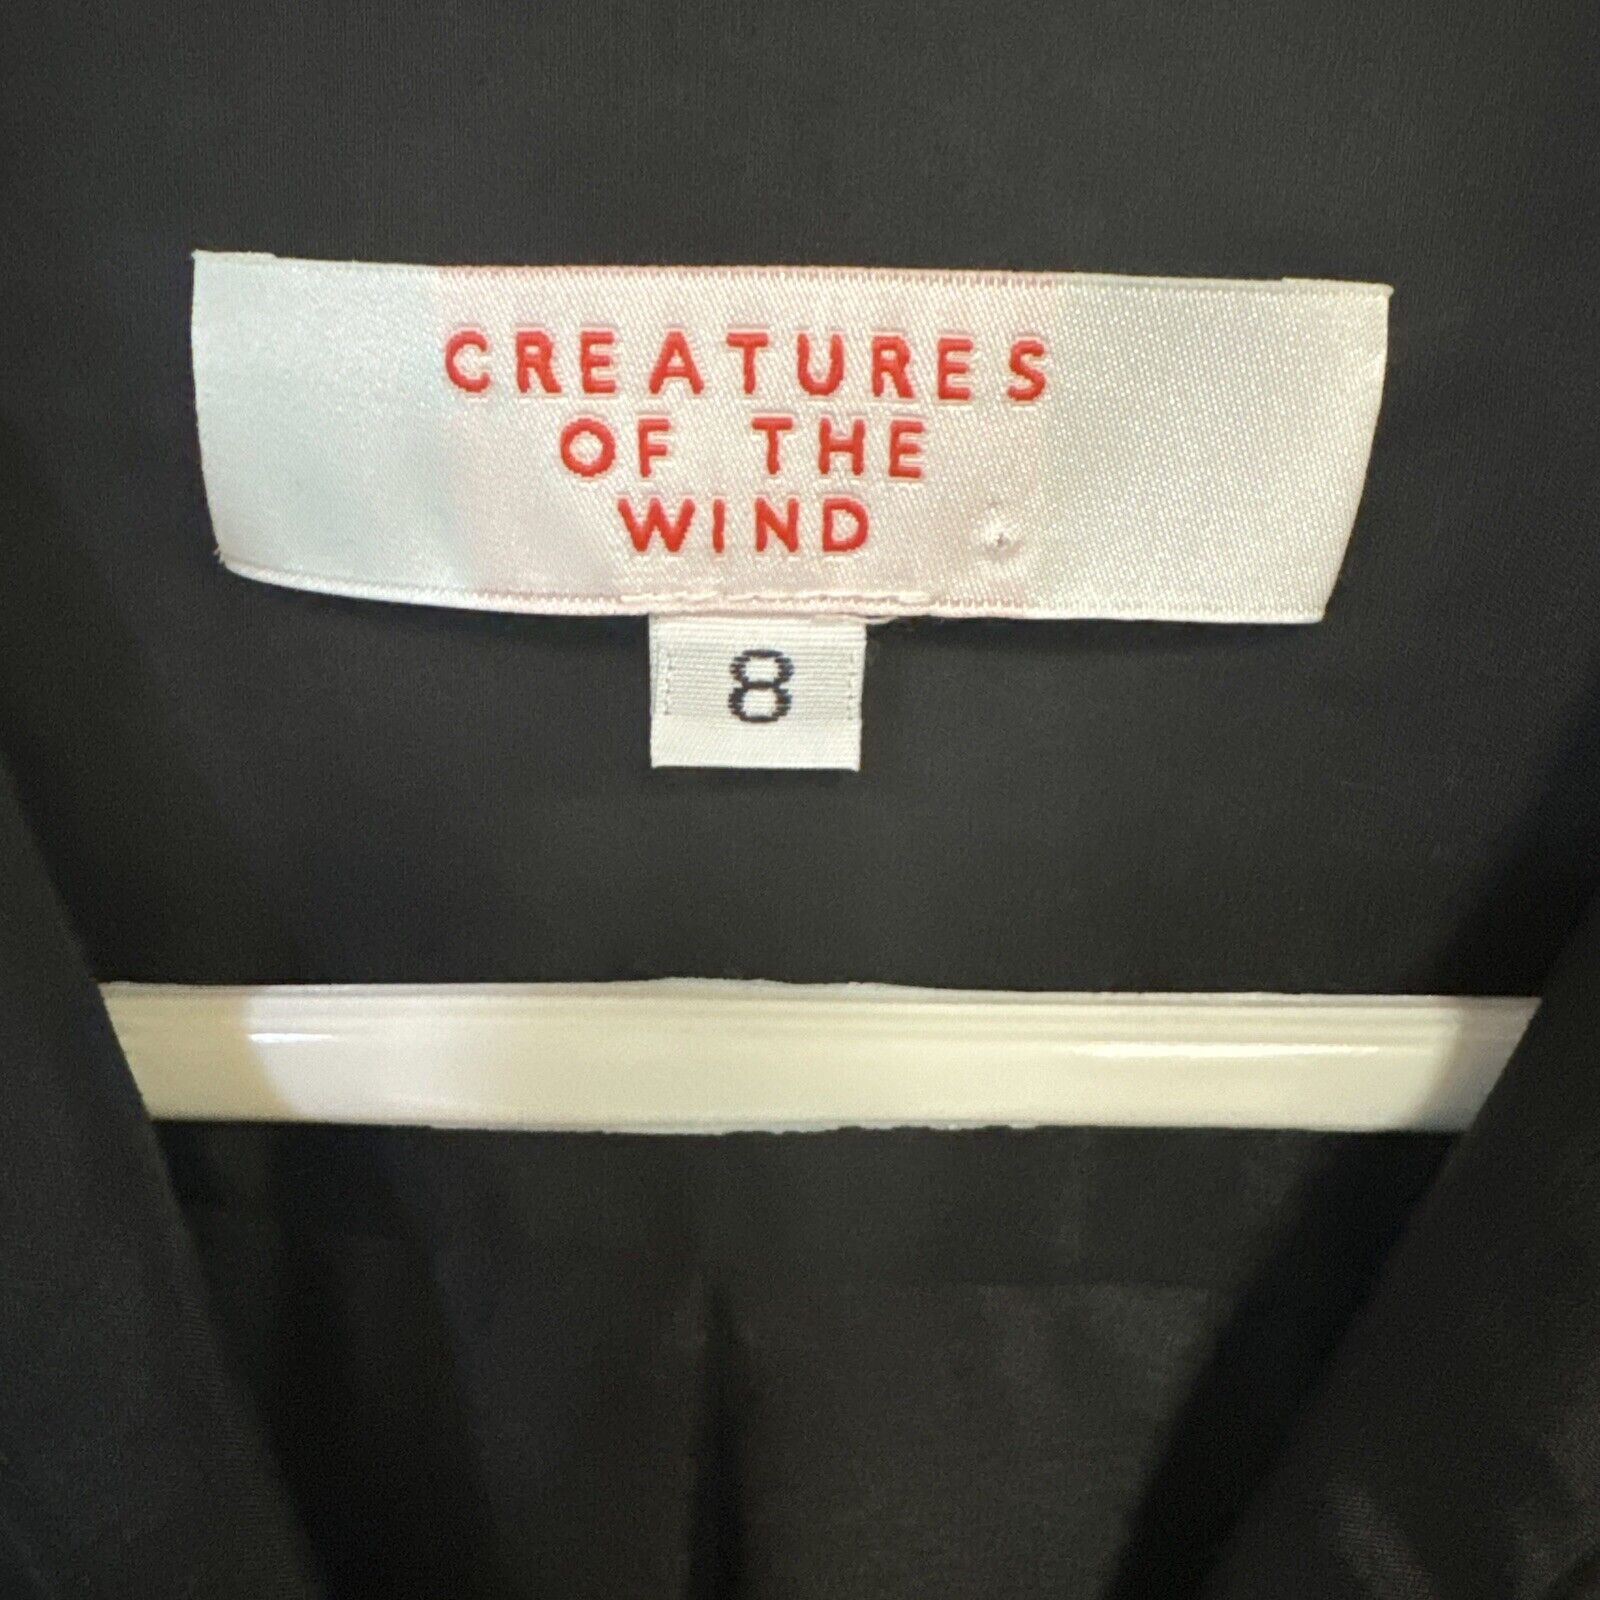 CREATURES
OF THE
WIND
8